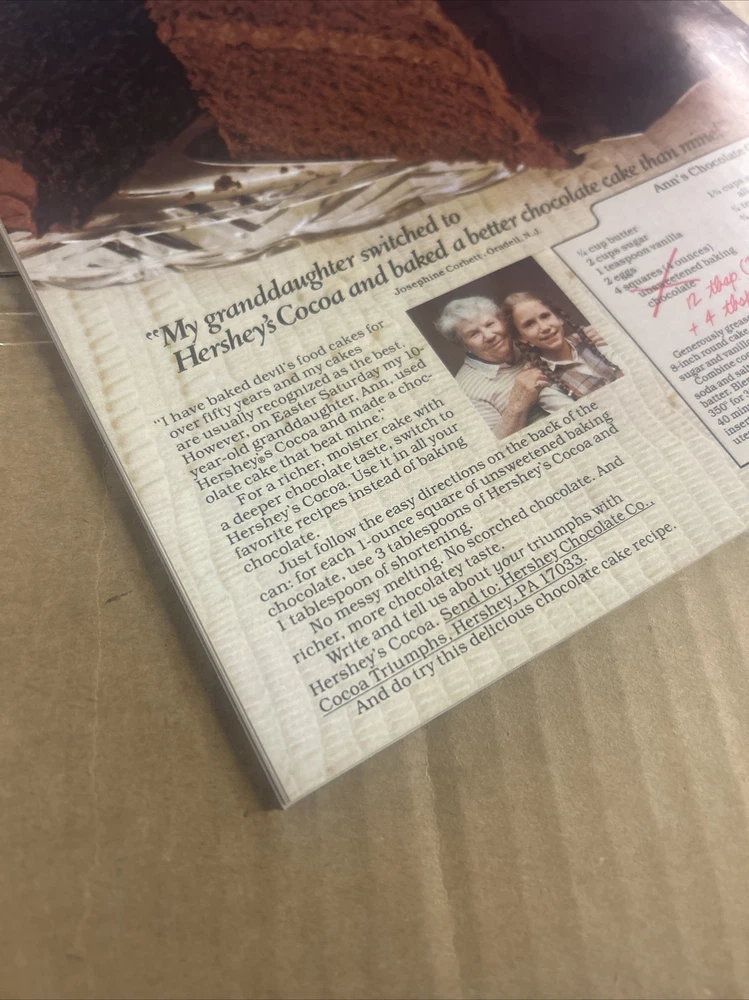 "My granddaughter switched to
Hershey's Cocoa and baked a better chocolate cake than mine!"
Josephine Corbett, Oradell, N.J.
"I have baked devil's food cakes for
over fifty years and my cakes
are usually recognized as the best.
However, on Easter Saturday my 10-
year-old granddaughter, Ann, used
Hershey's® Cocoa and made a choc-
olate cake that beat mine."
For a richer, moister cake with
a deeper chocolate taste, switch to
Hershey's Cocoa. Use it in all your
favorite recipes instead of baking
chocolate.
Just follow the easy directions on the back of the
can: for each 1-ounce square of unsweetened baking
chocolate, use 3 tablespoons of Hershey's Cocoa and
1 tablespoon of shortening.
No messy melting. No scorched chocolate. And
richer, more chocolatey taste.
Write and tell us about your triumphs with
Hershey's Cocoa. Send to: Hershey Chocolate Co.,
Cocoa Triumphs, Hershey, PA 17033.
And do try this delicious chocolate cake recipe.
Ann's Chocolate
cup butter
2 cups sugar
1 teaspoon vanilla
2 eggs
4 squares (4 ounces)
unsweetened baking
chocolate
12 tbsp.
+ 4
Generously
8-inch round
sugar and
Combine
soda and
batter.
350° for
40